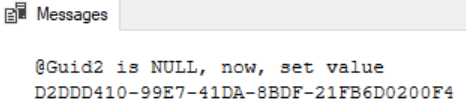 Messages
@Guid2 is NULL, now, set value
D2DDD410-99E7-41DA-8BDF-21FB6D0200F4